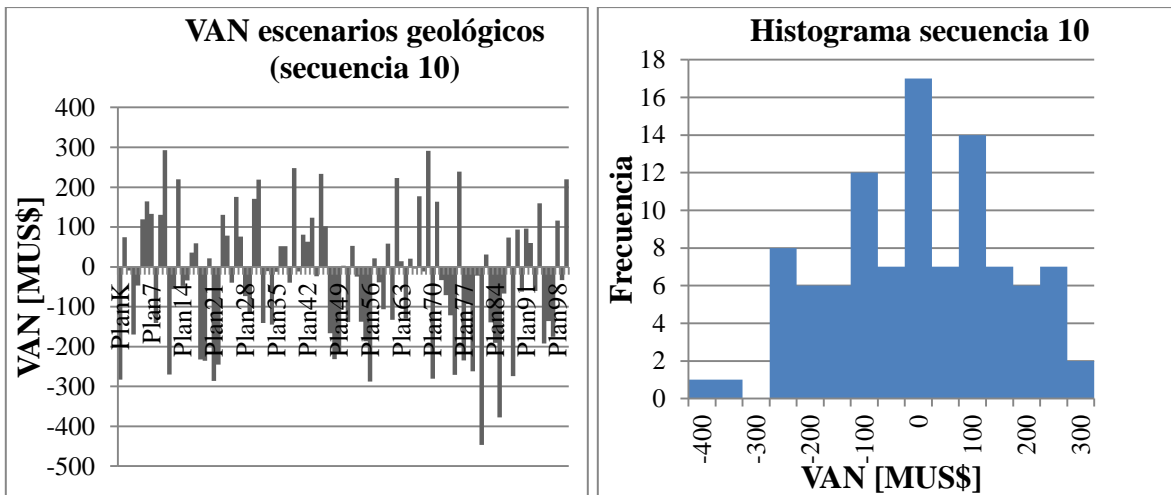 VAN escenarios geológicos
(secuencia 10)
VAN [MUS$]
400
300
200
100
0
-100
-200
-300
-400
-500
PlanK
Plan7
Plan14
Plan21
Plan28
Plan35
Plan42
Plan49
Plan56
Plan63
Plan70
Plan77
Plan84
Plan91
Plan98
Histograma secuencia 10
Frecuencia
18
16
14
12
10
8
6
4
2
0
-400
-300
-200
-100
0
100
200
300
VAN [MUS$]